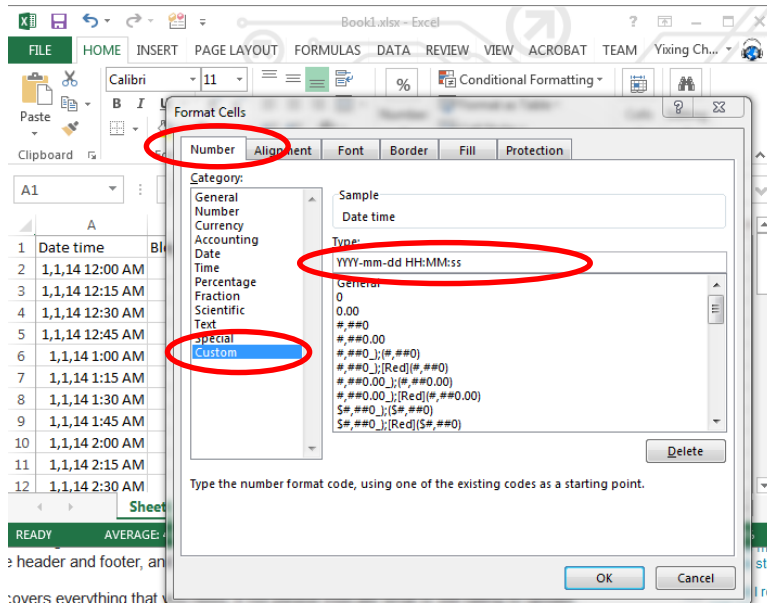 Book1.xlsx - Excel
FILE HOME INSERT PAGE LAYOUT FORMULAS DATA REVIEW VIEW ACROBAT TEAM Yixing Ch...
Calibri 11 % Conditional Formatting
Paste B I U
Clipboard
A1
Format Cells
Number Alignment Font Border Fill Protection
Category:
General
Number
Currency
Accounting
Date
Time
Percentage
Fraction
Scientific
Text
Special
Custom
Sample
Date time
Type:
YYYY-mm-dd HH:MM:ss
General
0
0.00
#,##0
#,##0.00
#,##0_);(#,##0)
#,##0_);[Red](#,##0)
#,##0.00_);(#,##0.00)
#,##0.00_);[Red](#,##0.00)
$#,##0_);($#,##0)
$#,##0_);[Red]($#,##0)
Delete
Type the number format code, using one of the existing codes as a starting point.
OK Cancel
A
1 Date time
2 1,1,14 12:00 AM
3 1,1,14 12:15 AM
4 1,1,14 12:30 AM
5 1,1,14 12:45 AM
6 1,1,14 1:00 AM
7 1,1,14 1:15 AM
8 1,1,14 1:30 AM
9 1,1,14 1:45 AM
10 1,1,14 2:00 AM
11 1,1,14 2:15 AM
12 1,1,14 2:30 AM
Sheet
READY AVERAGE:
e header and footer, an
covers everything that